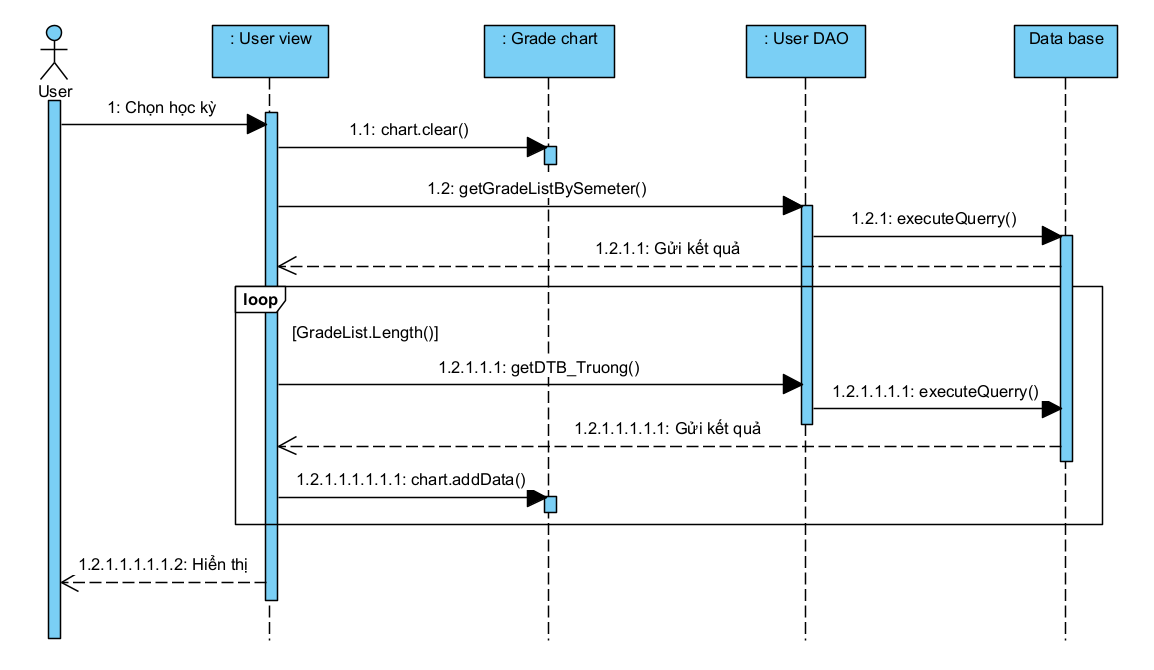 User
: User view
: Grade chart
: User DAO
Data base
1: Chọn học kỳ
1.1: chart.clear()
1.2: getGradeListBySemeter()
1.2.1: executeQuerry()
1.2.1.1: Gửi kết quả
loop
[GradeList.Length()]
1.2.1.1.1: getDTB_Truong()
1.2.1.1.1.1: executeQuerry()
1.2.1.1.1.1.1: Gửi kết quả
1.2.1.1.1.1.1.1: chart.addData()
1.2.1.1.1.1.1.2: Hiển thị